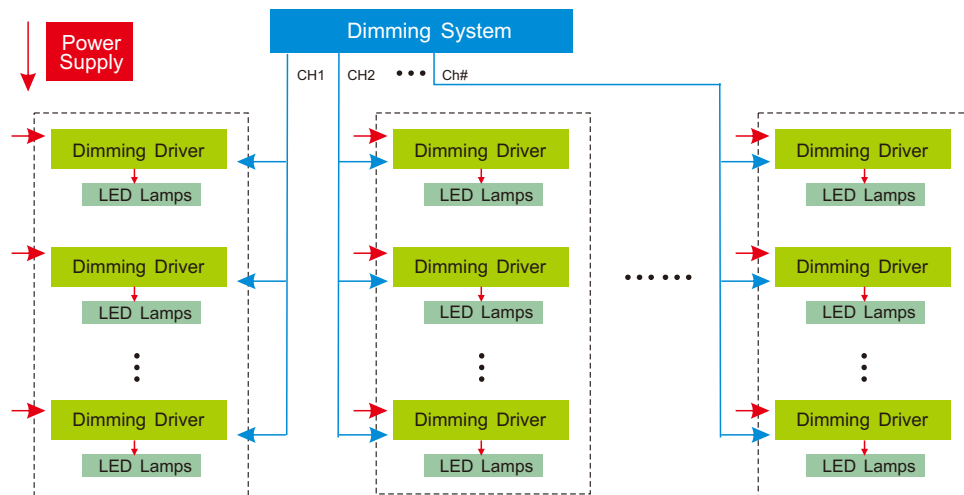 Power
Supply
Dimming System
CH1
CH2
•••
Ch#
Dimming Driver
LED Lamps
Dimming Driver
LED Lamps
Dimming Driver
LED Lamps
Dimming Driver
LED Lamps
Dimming Driver
LED Lamps
••••••
Dimming Driver
LED Lamps
Dimming Driver
LED Lamps
Dimming Driver
LED Lamps
Dimming Driver
LED Lamps